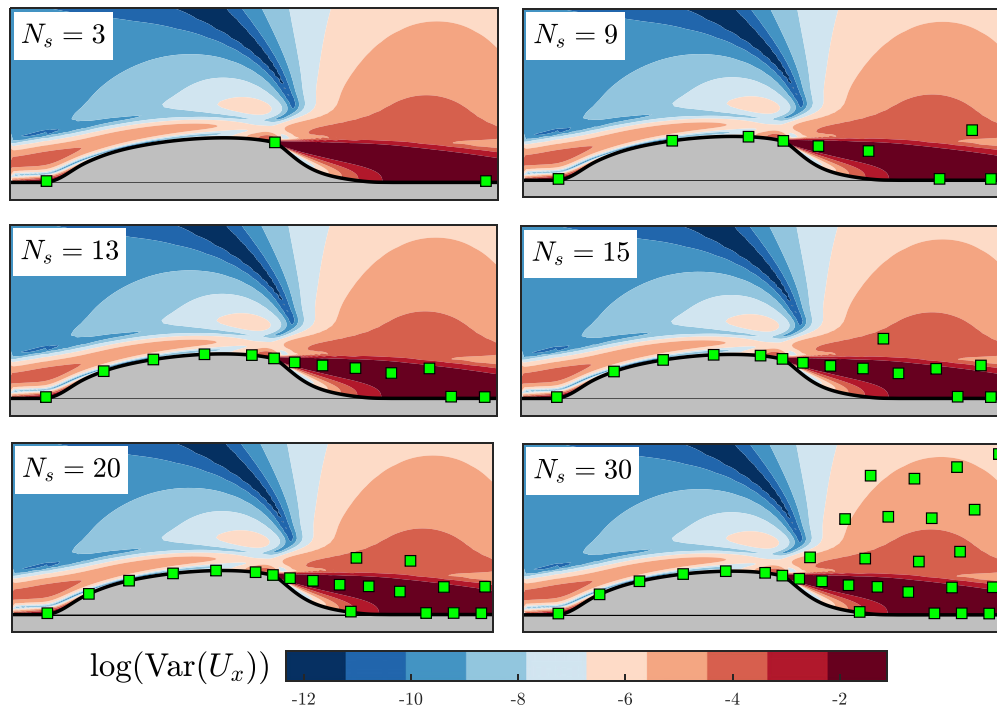 N_s = 3
N_s = 9
N_s = 13
N_s = 15
N_s = 20
N_s = 30
log(Var(U_x))
-12 -10 -8 -6 -4 -2